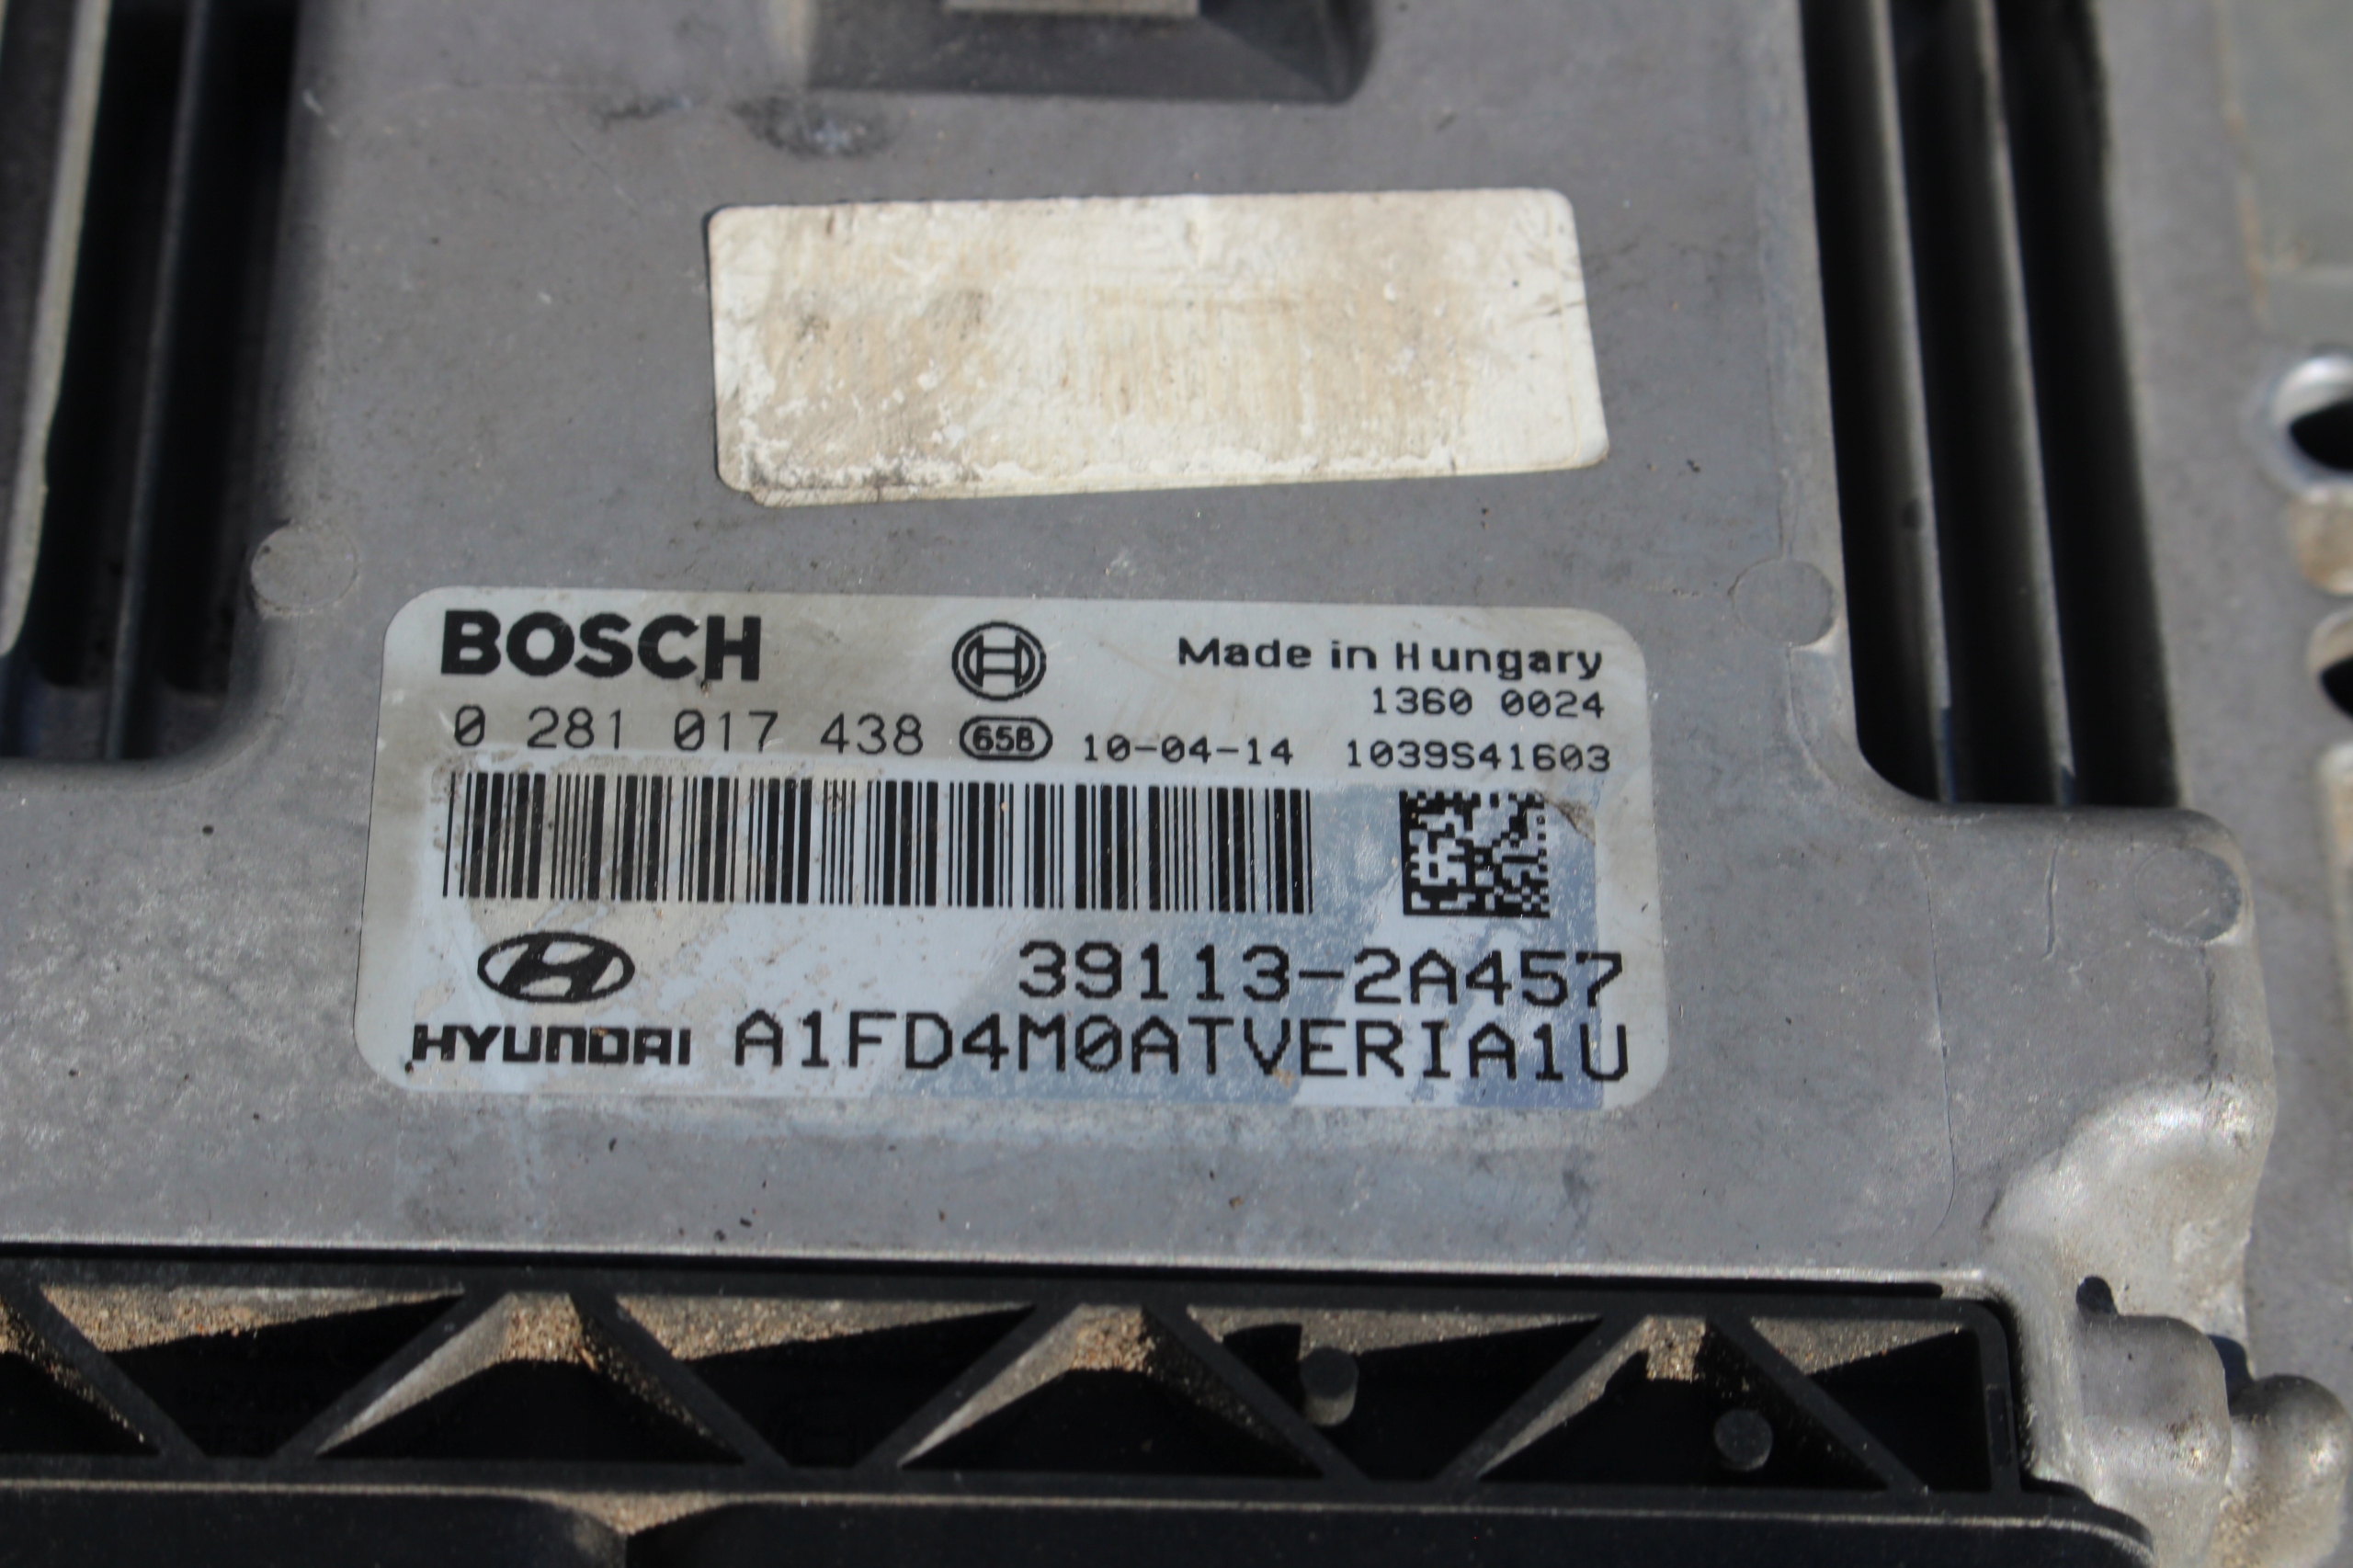 BOSCH
Made in Hungary
1360 0024
0 281 017 438 658 10-04-14 1039S41603
39113-2A457
HYUNDAI A1FD4M0ATVERIA1U